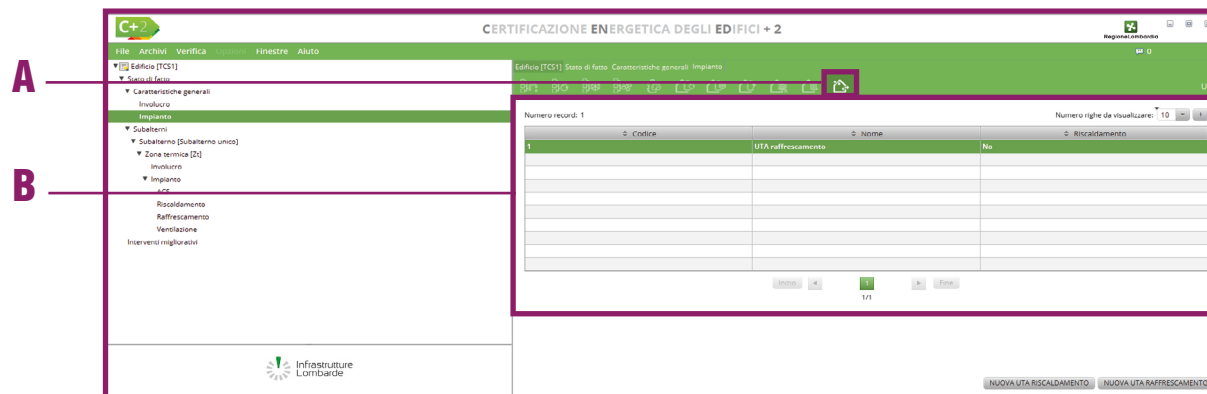 C+2
CERTIFICAZIONE ENERGETICA DEGLI EDIFICI + 2
RegioneLombardia
File Archivi Verifica Opzioni Finestre Aiuto
0
Edificio [TCS1]
Stato di fatto
Caratteristiche generali
Involucro
Impianto
Subalterni
Subalterno [Subalterno unico]
Zona termica [Zt]
Involucro
Impianto
ACS
Riscaldamento
Raffrescamento
Ventilazione
Interventi migliorativi
Infrastrutture
Lombarde
A
B
Edificio [TCS1] Stato di fatto Caratteristiche generali Impianto
Numero record: 1
Numero righe da visualizzare: 10
Codice Nome Riscaldamento
1 UTA raffrescamento No
Inizio 1 Fine
1/1
NUOVA UTA RISCALDAMENTO NUOVA UTA RAFFRESCAMENTO